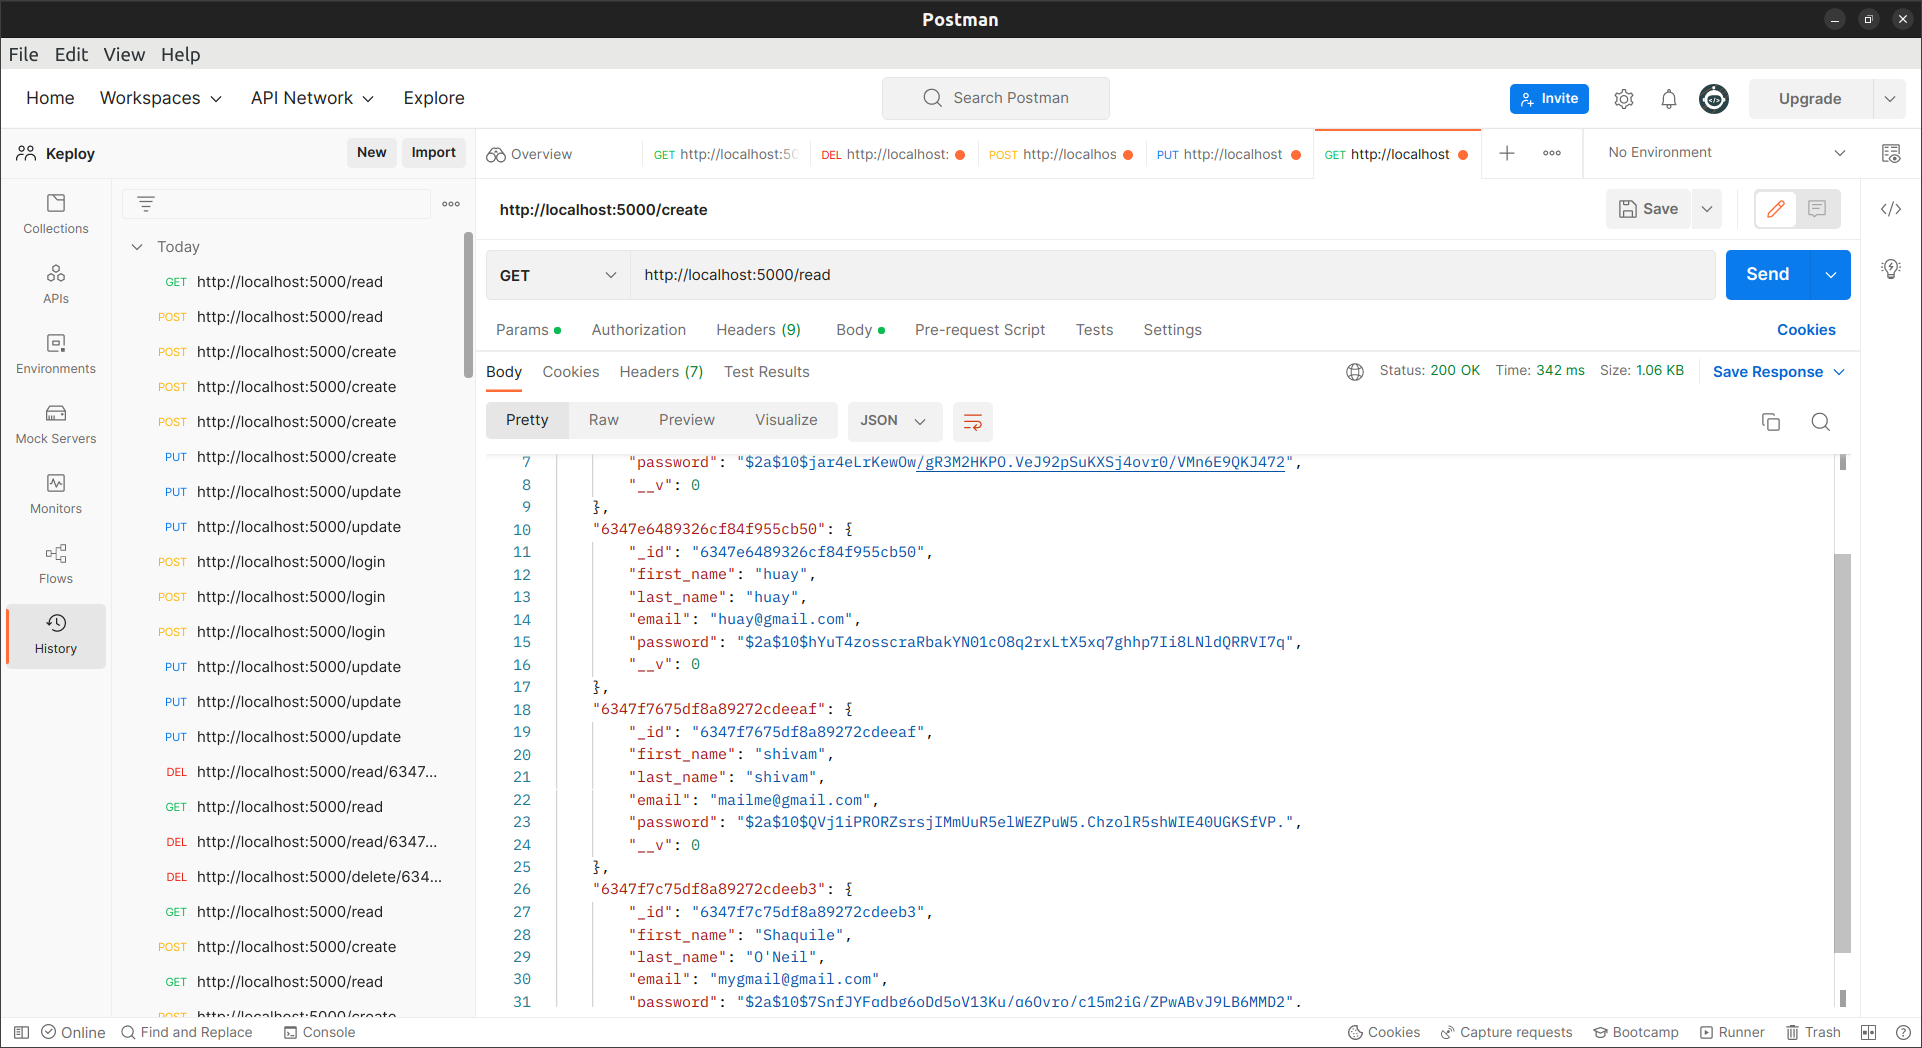 Postman
File Edit View Help
Home Workspaces API Network Explore Search Postman Invite Upgrade
Keploy New Import
Overview GET http://localhost:50 DEL http://localhost: POST http://localhos PUT http://localhost GET http://localhost No Environment
Collections
APIs
Environments
Mock Servers
Monitors
Flows
History
Today
GET http://localhost:5000/read
POST http://localhost:5000/read
POST http://localhost:5000/create
POST http://localhost:5000/create
POST http://localhost:5000/create
PUT http://localhost:5000/create
PUT http://localhost:5000/update
PUT http://localhost:5000/update
POST http://localhost:5000/login
POST http://localhost:5000/login
POST http://localhost:5000/login
PUT http://localhost:5000/update
PUT http://localhost:5000/update
PUT http://localhost:5000/update
DEL http://localhost:5000/read/6347...
GET http://localhost:5000/read
DEL http://localhost:5000/read/6347...
DEL http://localhost:5000/delete/634...
GET http://localhost:5000/read
POST http://localhost:5000/create
GET http://localhost:5000/read
POST http://localhost:5000/create
http://localhost:5000/create Save
GET http://localhost:5000/read Send
Params Authorization Headers (9) Body Pre-request Script Tests Settings Cookies
Body Cookies Headers (7) Test Results Status: 200 OK Time: 342 ms Size: 1.06 KB Save Response
Pretty Raw Preview Visualize JSON
7 "password": "$2a$10$jar4eLrKewOw/gR3M2HKPO.VeJ92pSuKXSj4ovr0/VMn6E9QKJ472",
8 "__v": 0
9 },
10 "6347e6489326cf84f955cb50": {
11 "_id": "6347e6489326cf84f955cb50",
12 "first_name": "huay",
13 "last_name": "huay",
14 "email": "huay@gmail.com",
15 "password": "$2a$10$hYuT4zosscraRbakYN01cO8q2rxLtX5xq7ghhp7Ii8LNldQRRVI7q",
16 "__v": 0
17 },
18 "6347f7675df8a89272cdeeaf": {
19 "_id": "6347f7675df8a89272cdeeaf",
20 "first_name": "shivam",
21 "last_name": "shivam",
22 "email": "mailme@gmail.com",
23 "password": "$2a$10$QVj1iPRORZsrsjIMmUuR5elWEZPuW5.ChzolR5shWIE40UGKSfVP.",
24 "__v": 0
25 },
26 "6347f7c75df8a89272cdeeb3": {
27 "_id": "6347f7c75df8a89272cdeeb3",
28 "first_name": "Shaquile",
29 "last_name": "O'Neil",
30 "email": "mygmail@gmail.com",
31 "password":
Online Find and Replace Console Cookies Capture requests Bootcamp Runner Trash